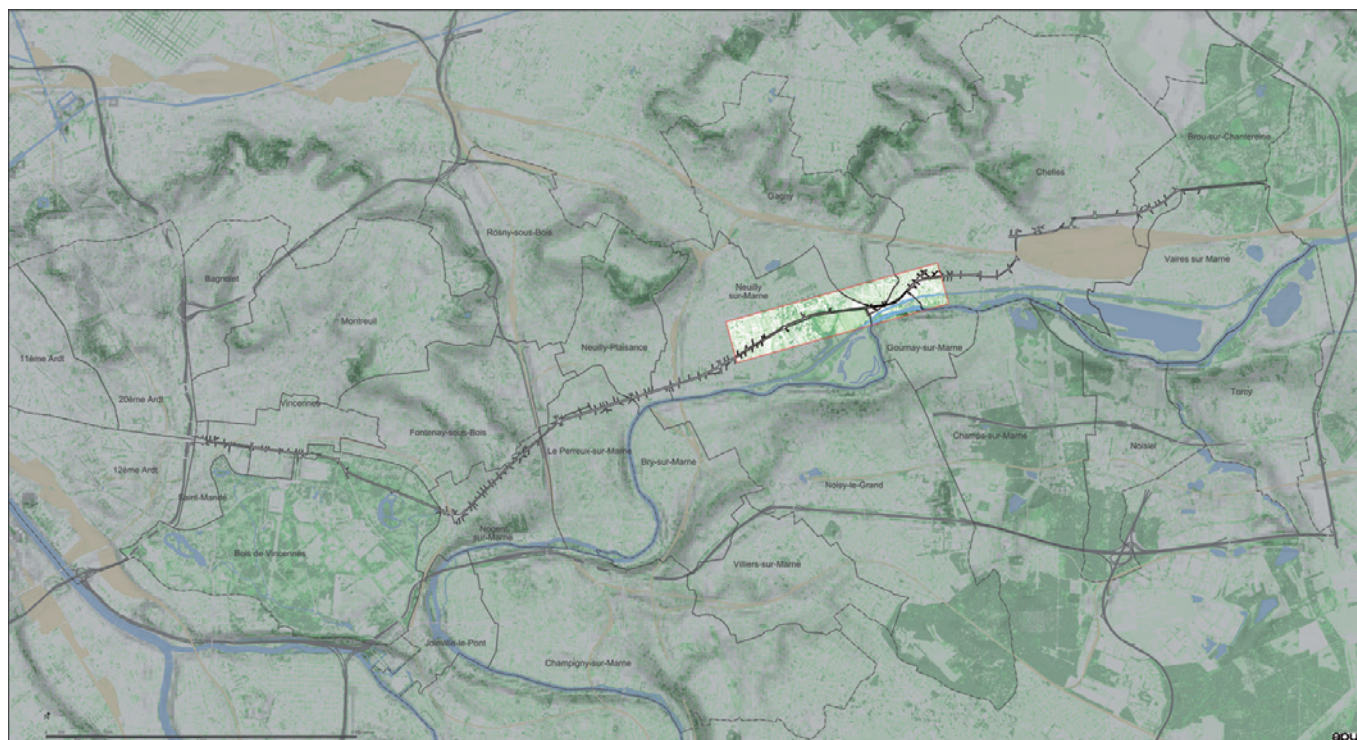 Brou-sur-Chantereine
Chelles
Gagny
Rosny-sous-Bois
Vaires sur Marne
Bagnolet
Neuilly
sur-Marne
Montreuil
Neuilly-Plaisance
Gournay-sur-Marne
11ème Ardt
20ème Ardt
Vincennes
Torcy
Fontenay-sous-Bois
Champs-sur-Marne
Noisiel
Le Perreux-sur-Marne
Bry-sur-Marne
12ème Ardt
Noisy-le-Grand
Saint-Mandé
Nogent
sur-Marne
Bois de Vincennes
Villiers-sur-Marne
Joinville-le-Pont
Champigny-sur-Marne
apur